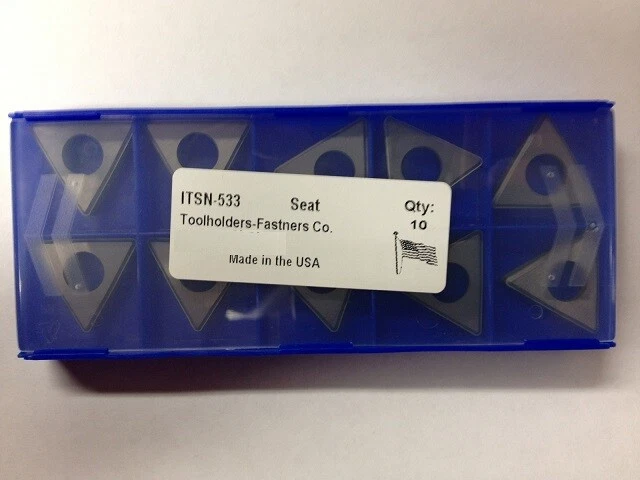 ITSN-533 Seat Qty:
Toolholders-Fastners Co. 10
Made in the USA